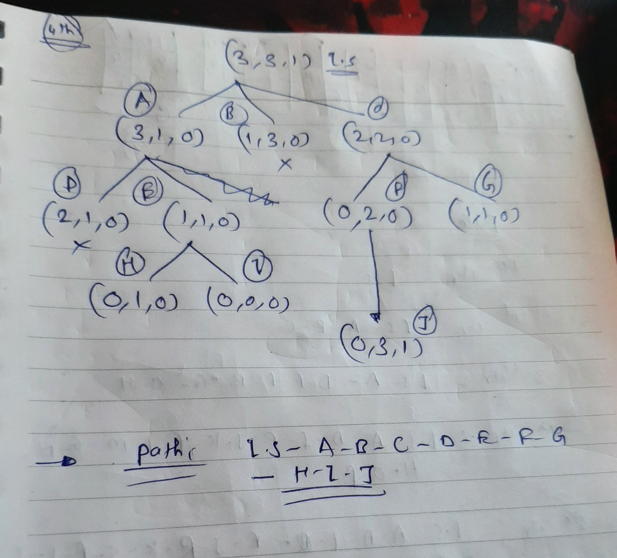 4th
(3,3,1) I.S
A B C
(3,1,0) (1,3,0) (2,2,0)
×
D E F G
(2,1,0) (1,1,0) (0,2,0) (1,1,0)
×
H I
(0,1,0) (0,0,0)
J
(0,3,1)
→ path: I.S - A - B - C - D - E - F - G
- H - I - J